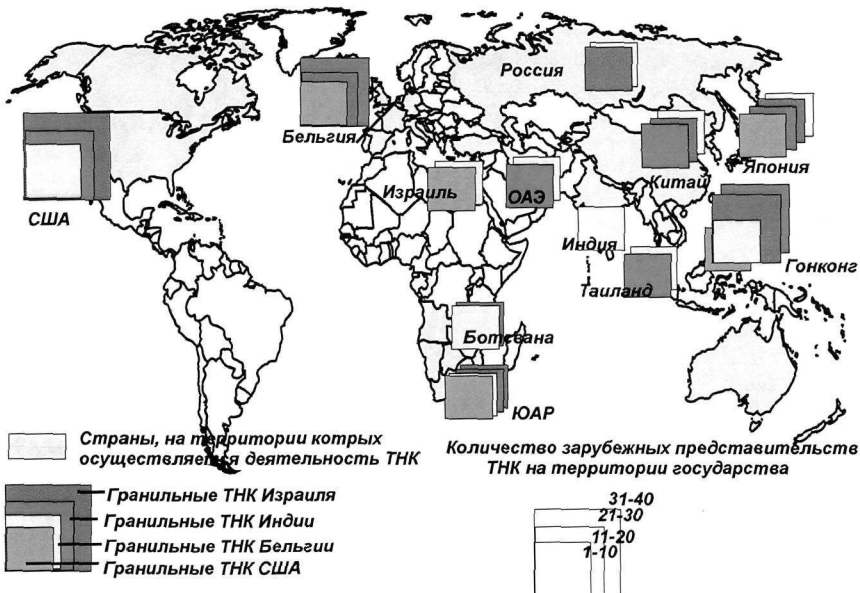 Россия
Бельгия
Япония
Китай
Израиль
ОАЭ
США
Индия
Гонконг
Таиланд
Ботсвана
ЮАР
Страны, на территории котрых
осуществляется деятельность ТНК
Количество зарубежных представительств
ТНК на территории государства
Гранильные ТНК Израиля
Гранильные ТНК Индии
Гранильные ТНК Бельгии
Гранильные ТНК США
31-40
21-30
11-20
1-10